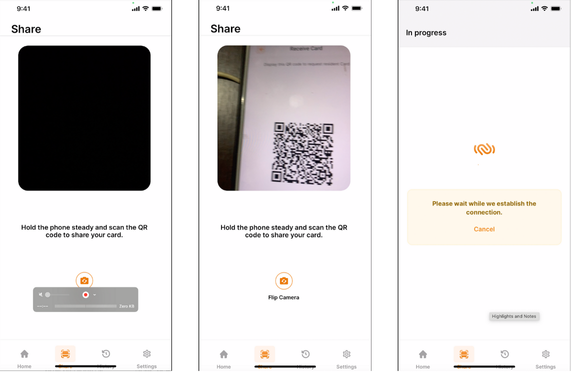 9:41
Share
Hold the phone steady and scan the QR
code to share your card.
Zero KB
Home
History
Settings
9:41
Share
Receive Card
Hold the phone steady and scan the QR
code to share your card.
Flip Camera
Home
Settings
9:41
In progress
Please wait while we establish the
connection.
Cancel
Highlights and Notes
Home
Settings